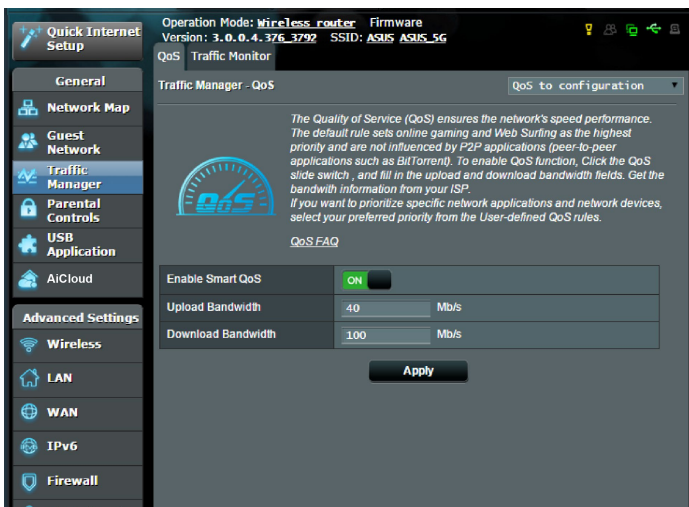 Quick Internet
Setup
General
Network Map
Guest
Network
Traffic
Manager
Parental
Controls
USB
Application
AiCloud
Advanced Settings
Wireless
LAN
WAN
IPv6
Firewall
Operation Mode: Wireless router Firmware
Version: 3.0.0.4.376_3792 SSID: ASUS ASUS_5G
QoS Traffic Monitor
Traffic Manager - QoS
QoS to configuration
The Quality of Service (QoS) ensures the network's speed performance.
The default rule sets online gaming and Web Surfing as the highest
priority and are not influenced by P2P applications (peer-to-peer
applications such as BitTorrent). To enable QoS function, Click the QoS
slide switch , and fill in the upload and download bandwidth fields. Get the
bandwith information from your ISP.
If you want to prioritize specific network applications and network devices,
select your preferred priority from the User-defined QoS rules.
QoS
QoS FAQ
Enable Smart QoS ON
Upload Bandwidth 40 Mb/s
Download Bandwidth 100 Mb/s
Apply